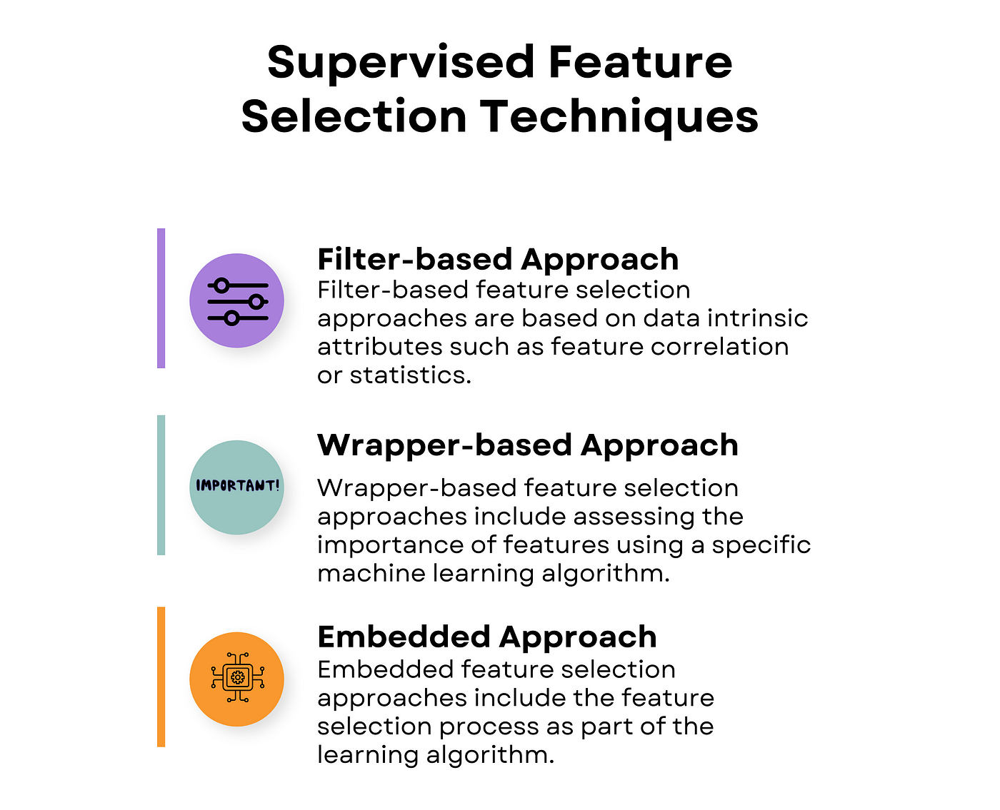 Supervised Feature
Selection Techniques
Filter-based Approach
Filter-based feature selection
approaches are based on data intrinsic
attributes such as feature correlation
or statistics.
IMPORTANT!
Wrapper-based Approach
Wrapper-based feature selection
approaches include assessing the
importance of features using a specific
machine learning algorithm.
Embedded Approach
Embedded feature selection
approaches include the feature
selection process as part of the
learning algorithm.